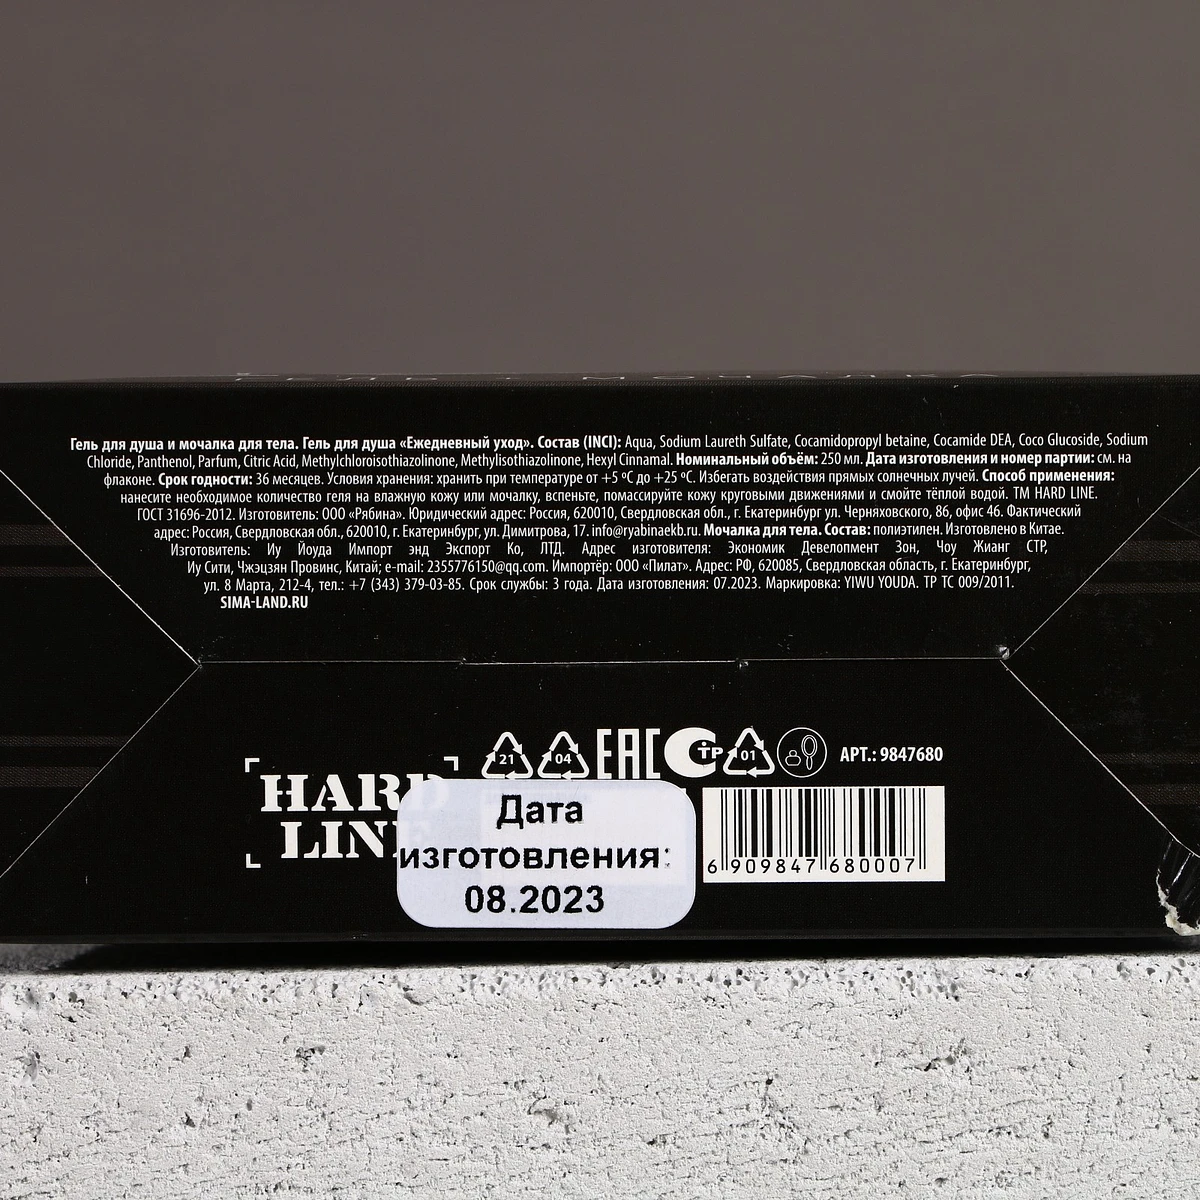 Гель для душа и мочалка для тела. Гель для душа «Ежедневный уход». Состав (INCI): Aqua, Sodium Laureth Sulfate, Cocamidopropyl betaine, Cocamide DEA, Coco Glucoside, Sodium
Chloride, Panthenol, Parfum, Citric Acid, Methylchloroisothiazolinone, Methylisothiazolinone, Hexyl Cinnamal. Номинальный объём: 250 мл. Дата изготовления и номер партии: см. на
флаконе. Срок годности: 36 месяцев. Условия хранения: хранить при температуре от +5 ºС до +25 ºС. Избегать воздействия прямых солнечных лучей. Способ применения:
нанесите необходимое количество геля на влажную кожу или мочалку, вспеньте, помассируйте кожу круговыми движениями и смойте тёплой водой. ТМ HARD LINE.
ГОСТ 31696-2012. Изготовитель: ООО «Рябина». Юридический адрес: Россия, 620010, Свердловская обл., г. Екатеринбург ул. Черняховского, 86, офис 46. Фактический
адрес: Россия, Свердловская обл., 620010, г. Екатеринбург, ул. Димитрова, 17. info@ryabinaekb.ru. Мочалка для тела. Состав: полиэтилен. Изготовлено в Китае.
Изготовитель: Иу Йоуда Импорт энд Экспорт Ко, ЛТД. Адрес изготовителя: Экономик Девелопмент Зон, Чоу Жианг СТР,
Иу Сити, Чжэцзян Провинс, Китай; e-mail: 2355776150@qq.com. Импортёр: ООО «Пилат». Адрес: РФ, 620085, Свердловская область, г. Екатеринбург,
ул. 8 Марта, 212-4, тел.: +7 (343) 379-03-85. Срок службы: 3 года. Дата изготовления: 07.2023. Маркировка: YIWU YOUDA. ТР ТС 009/2011.
SIMA-LAND.RU
21 04 EAC СТР 01 АРТ.: 9847680
HARD
LINE
Дата
изготовления:
08.2023
6 909847 680007